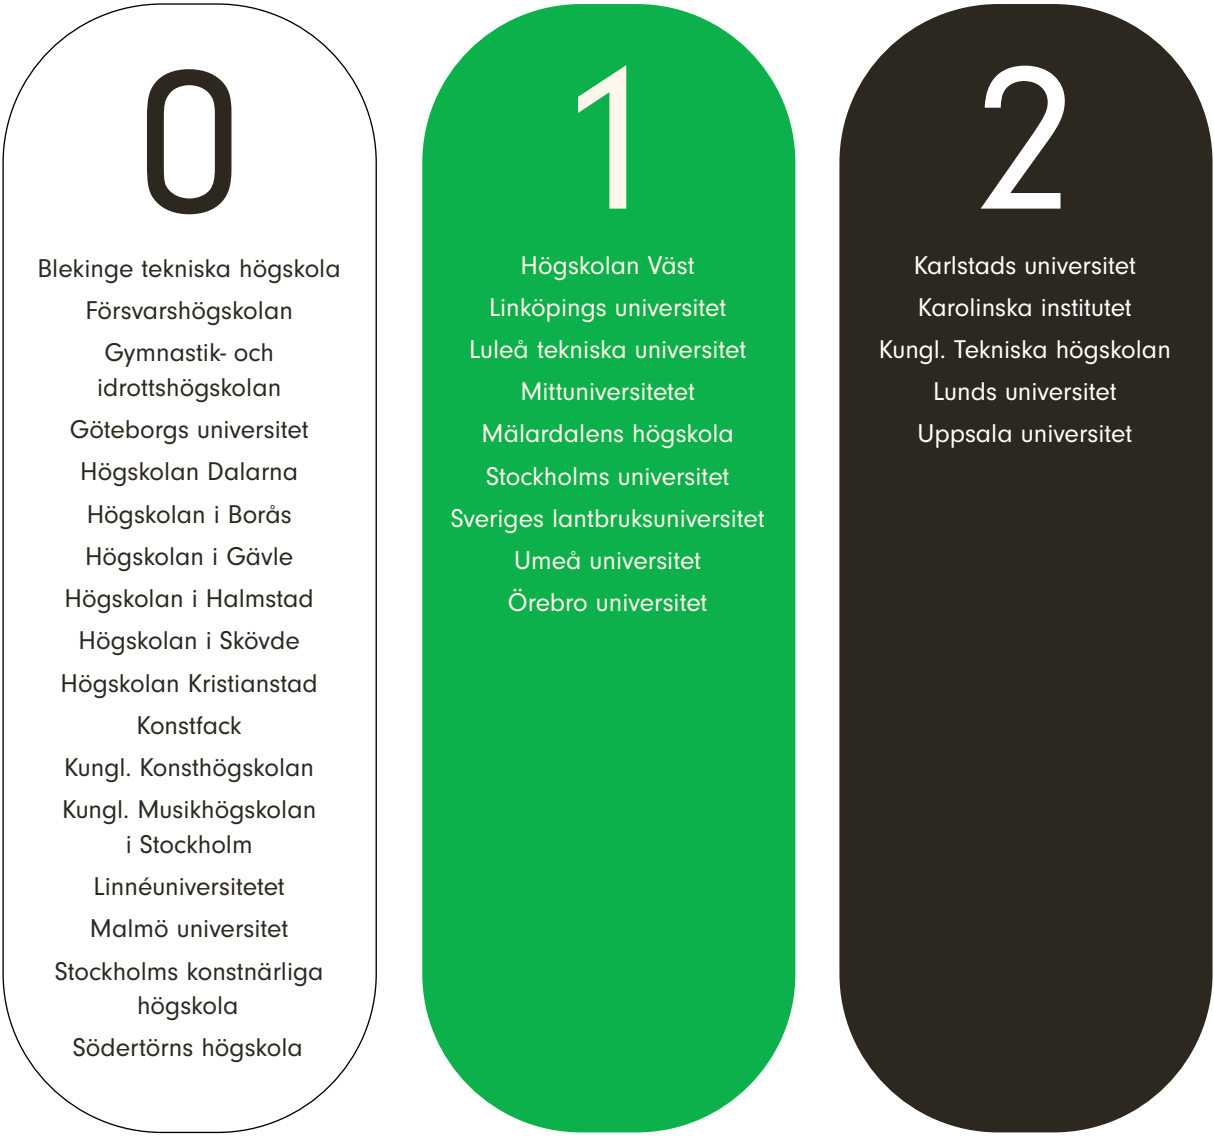 0
Blekinge tekniska högskola
Försvarshögskolan
Gymnastik- och
idrottshögskolan
Göteborgs universitet
Högskolan Dalarna
Högskolan i Borås
Högskolan i Gävle
Högskolan i Halmstad
Högskolan i Skövde
Högskolan Kristianstad
Konstfack
Kungl. Konsthögskolan
Kungl. Musikhögskolan
i Stockholm
Linnéuniversitetet
Malmö universitet
Stockholms konstnärliga
högskola
Södertörns högskola
1
Högskolan Väst
Linköpings universitet
Luleå tekniska universitet
Mittuniversitetet
Mälardalens högskola
Stockholms universitet
Sveriges lantbruksuniversitet
Umeå universitet
Örebro universitet
2
Karlstads universitet
Karolinska institutet
Kungl. Tekniska högskolan
Lunds universitet
Uppsala universitet